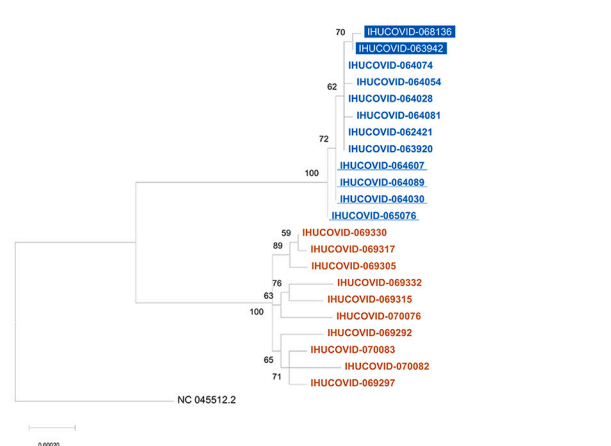 70
IHUCOVID-068136
IHUCOVID-063942
IHUCOVID-064074
IHUCOVID-064054
62
IHUCOVID-064028
IHUCOVID-064081
IHUCOVID-062421
72
IHUCOVID-063920
IHUCOVID-064607
100
IHUCOVID-064089
IHUCOVID-064030
IHUCOVID-065076
59
IHUCOVID-069330
89
IHUCOVID-069317
IHUCOVID-069305
76
IHUCOVID-069332
63
IHUCOVID-069315
100
IHUCOVID-070076
IHUCOVID-069292
IHUCOVID-070083
65
IHUCOVID-070082
71
IHUCOVID-069297
NC 045512.2
0.00020